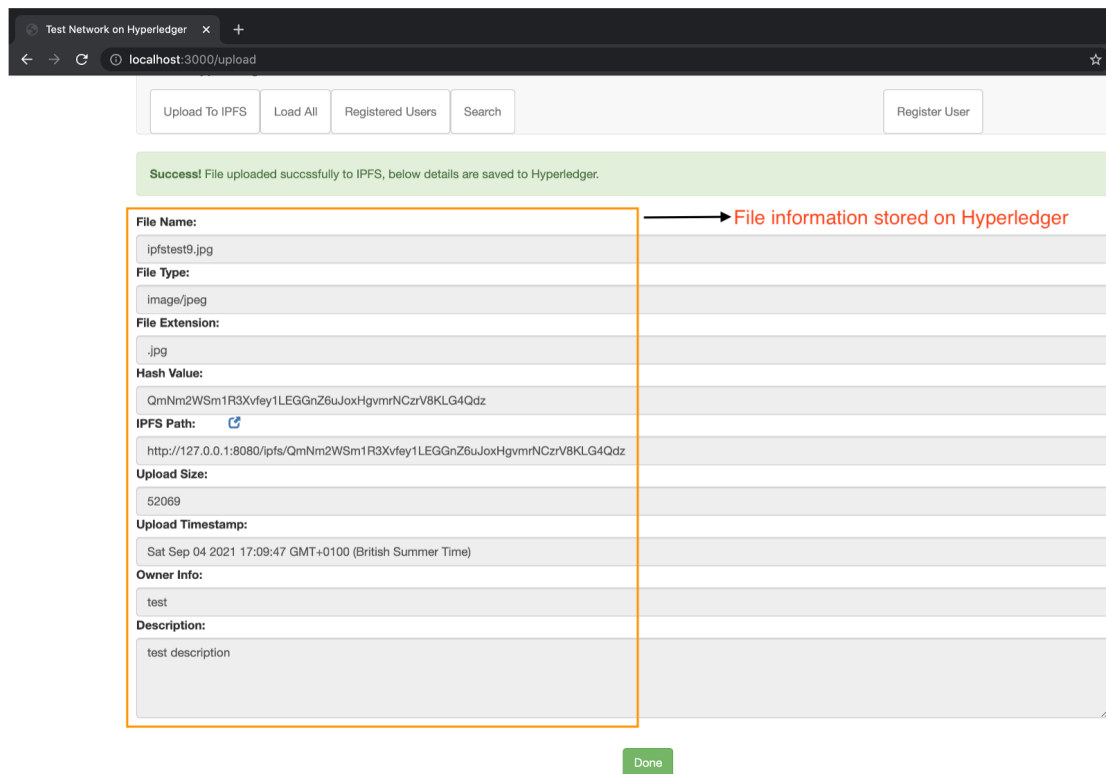 Test Network on Hyperledger
localhost:3000/upload
Upload To IPFS Load All Registered Users Search Register User
Success! File uploaded succssfully to IPFS, below details are saved to Hyperledger.
File Name:
File information stored on Hyperledger
ipfstest9.jpg
File Type:
image/jpeg
File Extension:
.jpg
Hash Value:
QmNm2WSm1R3Xvfey1LEGGnZ6uJoxHgvmrNCzrV8KLG4Qdz
IPFS Path:
http://127.0.0.1:8080/ipfs/QmNm2WSm1R3Xvfey1LEGGnZ6uJoxHgvmrNCzrV8KLG4Qdz
Upload Size:
52069
Upload Timestamp:
Sat Sep 04 2021 17:09:47 GMT+0100 (British Summer Time)
Owner Info:
test
Description:
test description
Done